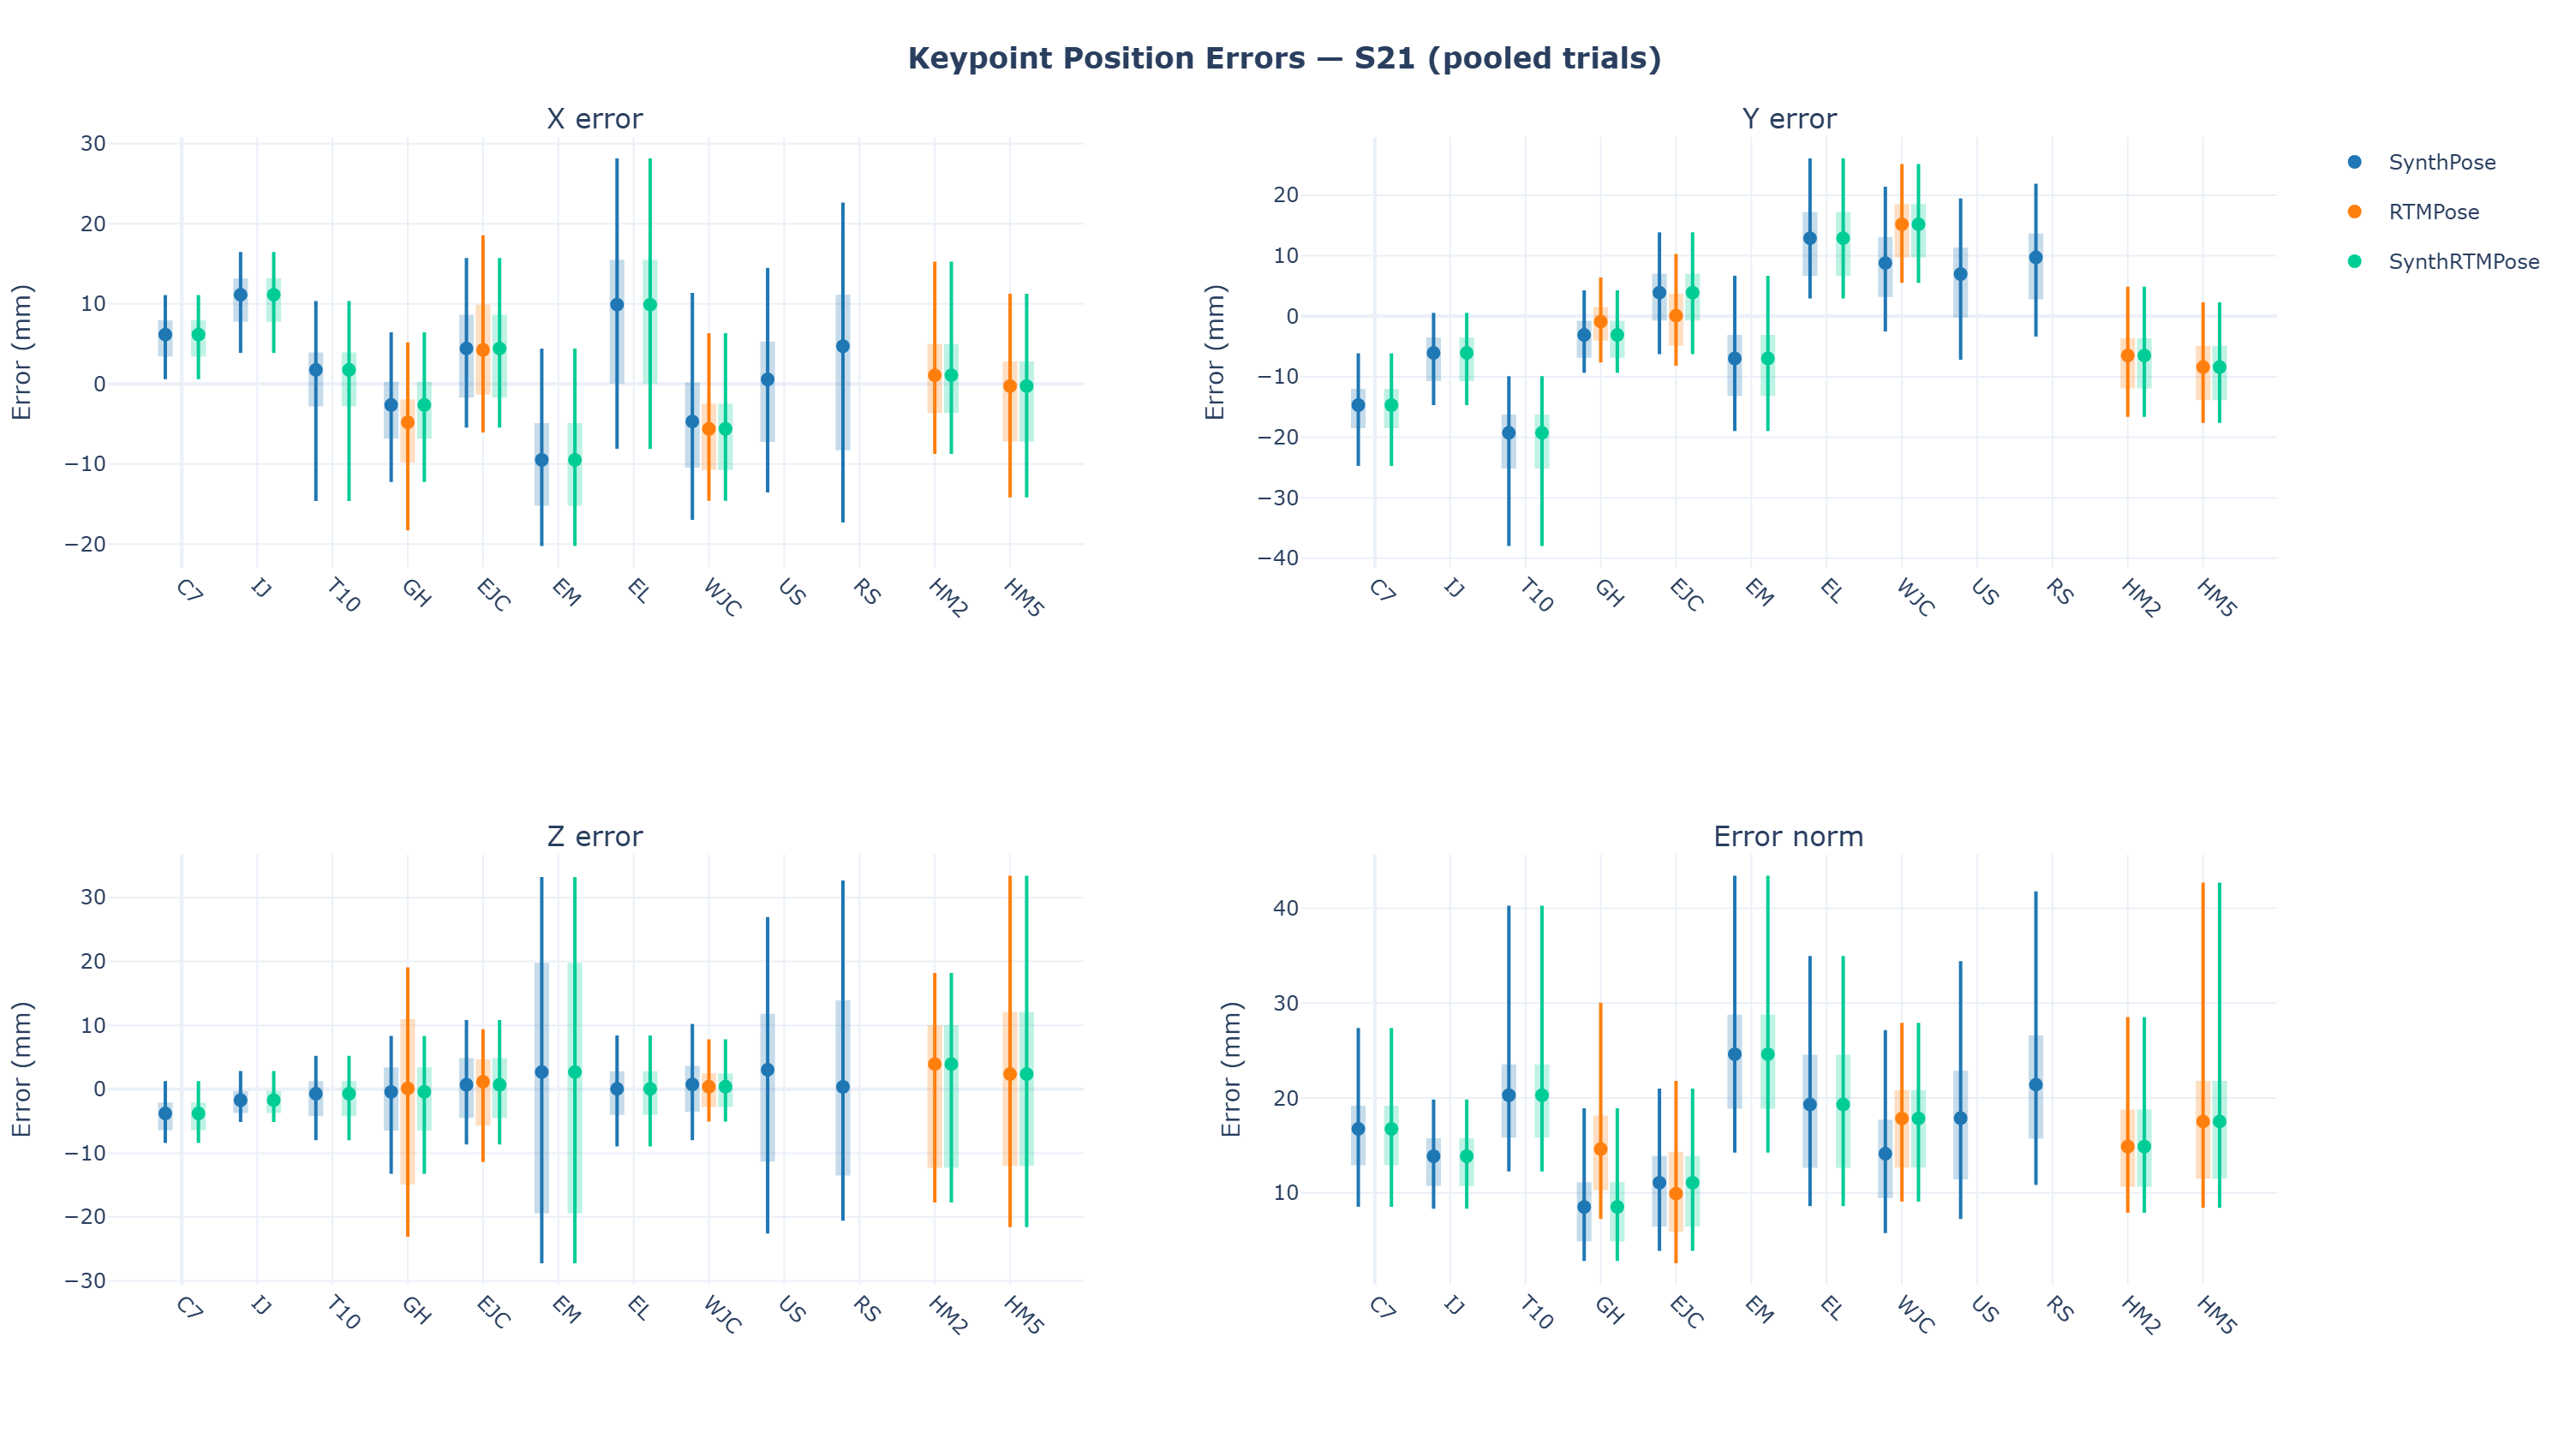 Keypoint Position Errors — S21 (pooled trials)
X error
Error (mm)
30
20
10
0
−10
−20
C7 IJ T10 GH EJC EM EL WJC US RS HM2 HM5
Y error
Error (mm)
20
10
0
−10
−20
−30
−40
C7 IJ T10 GH EJC EM EL WJC US RS HM2 HM5
SynthPose
RTMPose
SynthRTMPose
Z error
Error (mm)
30
20
10
0
−10
−20
−30
C7 IJ T10 GH EJC EM EL WJC US RS HM2 HM5
Error norm
Error (mm)
40
30
20
10
C7 IJ T10 GH EJC EM EL WJC US RS HM2 HM5